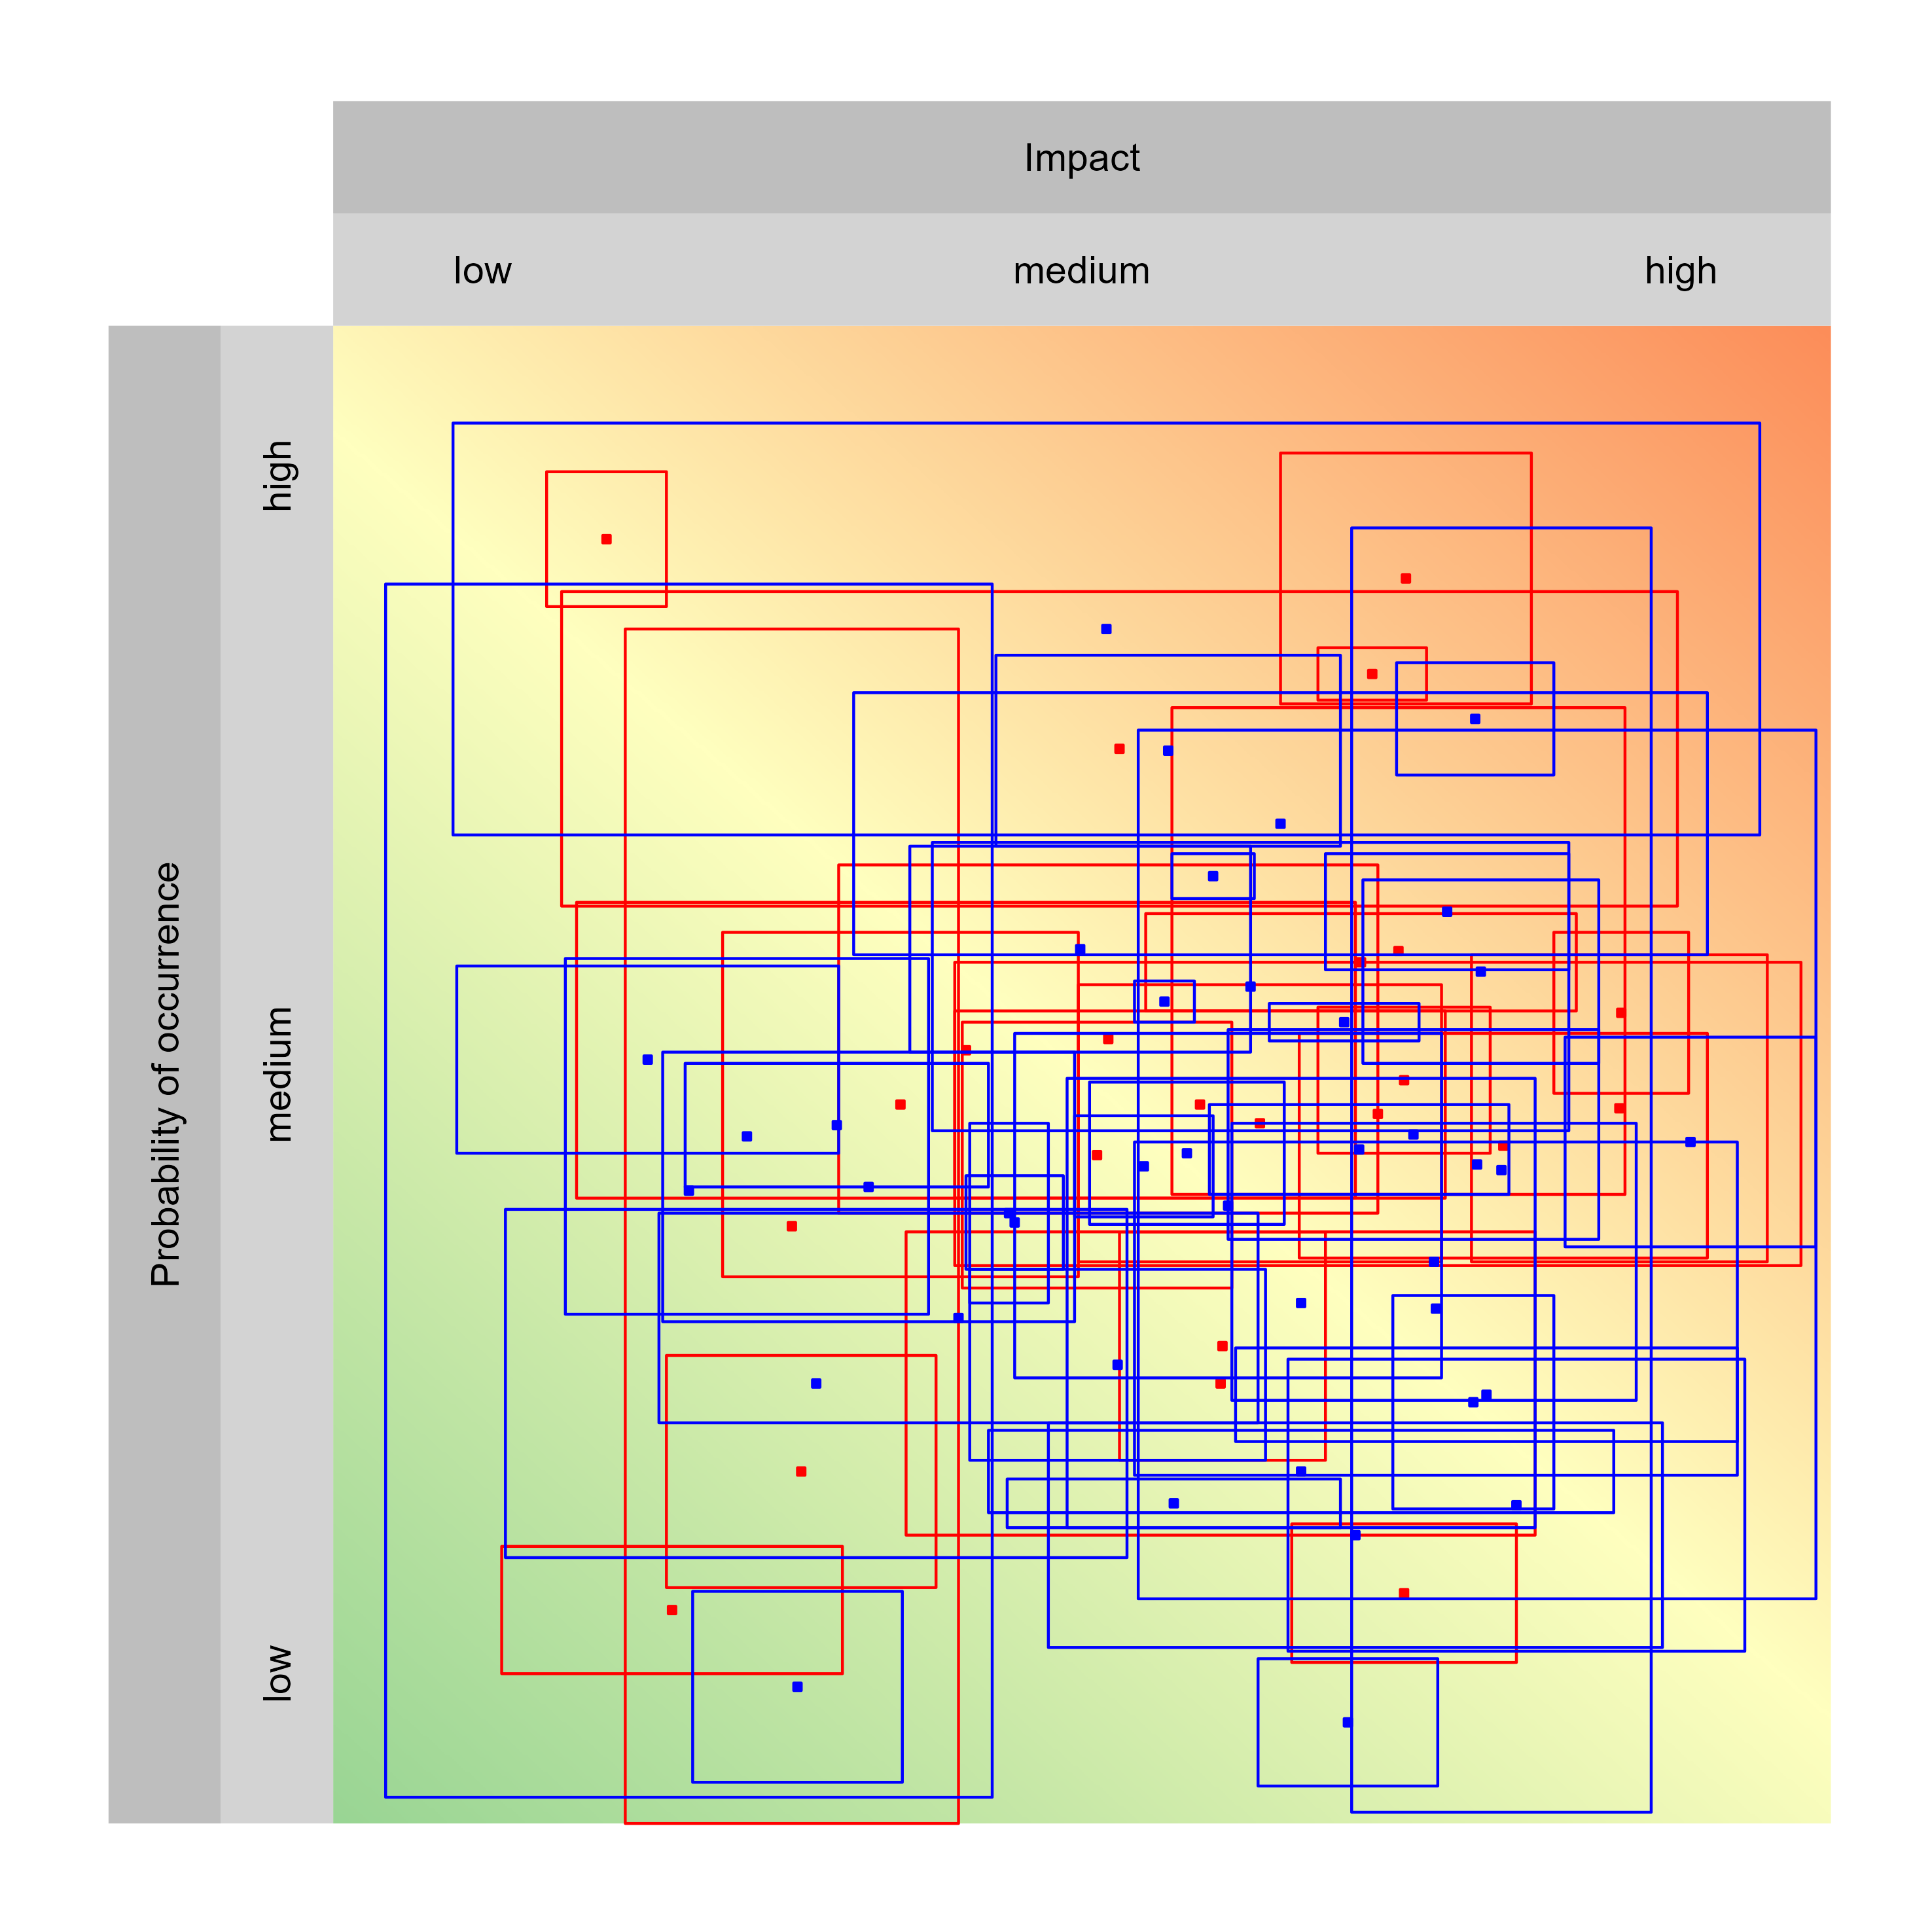 Impact
low medium high
Probability of occurrence
high
medium
low